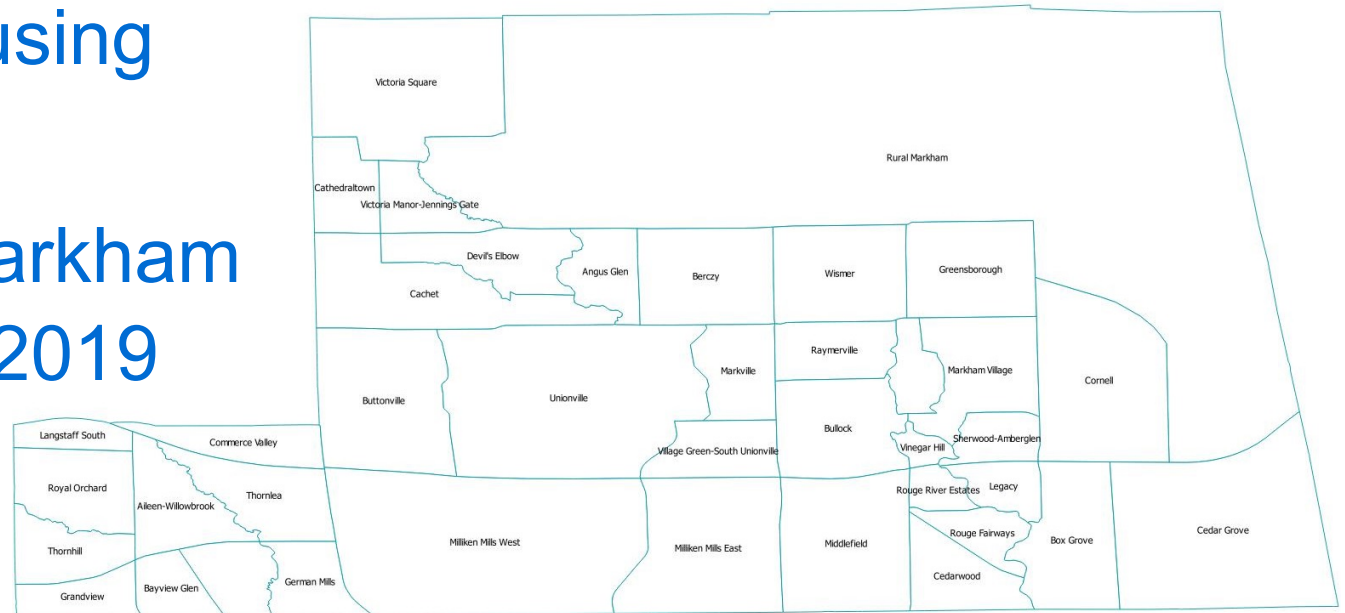 using
arkham
2019
Victoria Square
Rural Markham
Cathedraltown
Victoria Manor-Jennings Gate
Devil's Elbow
Angus Glen
Berczy
Wismer
Greensborough
Cachet
Raymerville
Markville
Markham Village
Cornell
Buttonville
Unionville
Bullock
Langstaff South
Commerce Valley
Village Green-South Unionville
Vinegar Hill
Sherwood-Amberglen
Royal Orchard
Aileen-Willowbrook
Thornlea
Rouge River Estates
Legacy
Thornhill
Milliken Mills West
Milliken Mills East
Middlefield
Rouge Fairways
Box Grove
Cedar Grove
Grandview
Bayview Glen
German Mills
Cedarwood